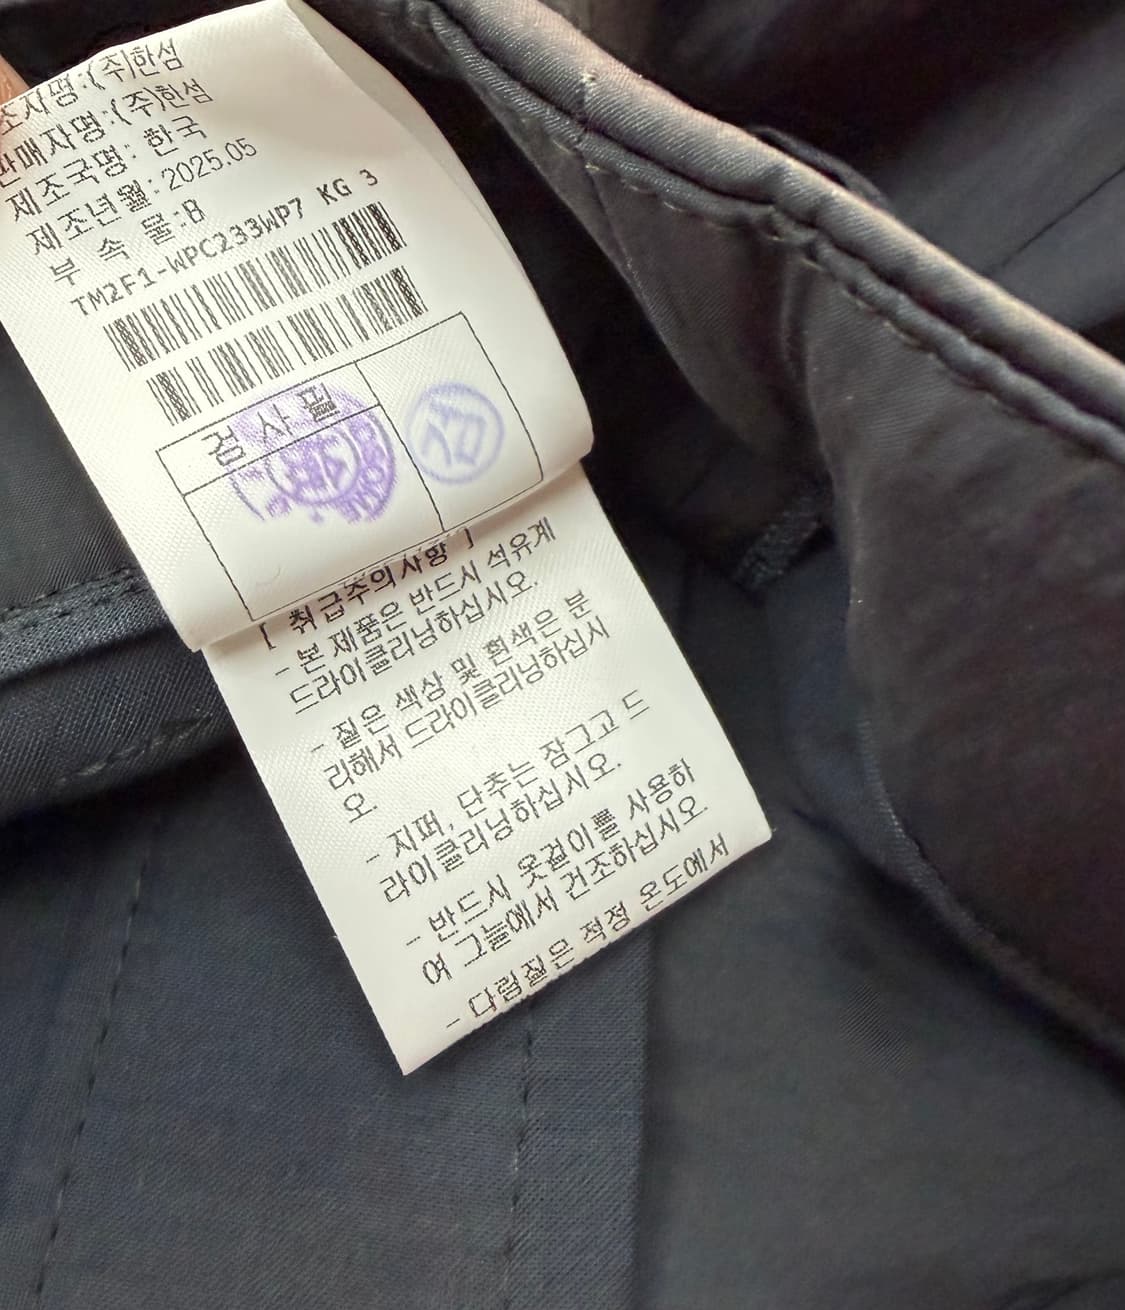 조자명:(주)한섬
판매자명:(주)한섬
제조국명: 한국
제조년월:2025.05
부 속 물:B
TM2F1-WPC233WP7 KG 3
검 사 필
검
[ 취급주의사항 ]
- 본 제품은 반드시 석유계
드라이클리닝하십시오.
- 짙은 색상 및 흰색은 분
리해서 드라이클리닝하십시
오.
- 지퍼, 단추는 잠그고 드
라이클리닝하십시오.
- 반드시 옷걸이를 사용하
여 그늘에서 건조하십시오.
- 다림질은 적정 온도에서